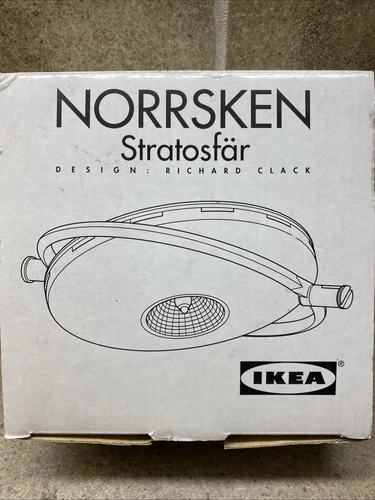 NORRSKEN
Stratosfär
DESIGN: RICHARD CLACK
IKEA®